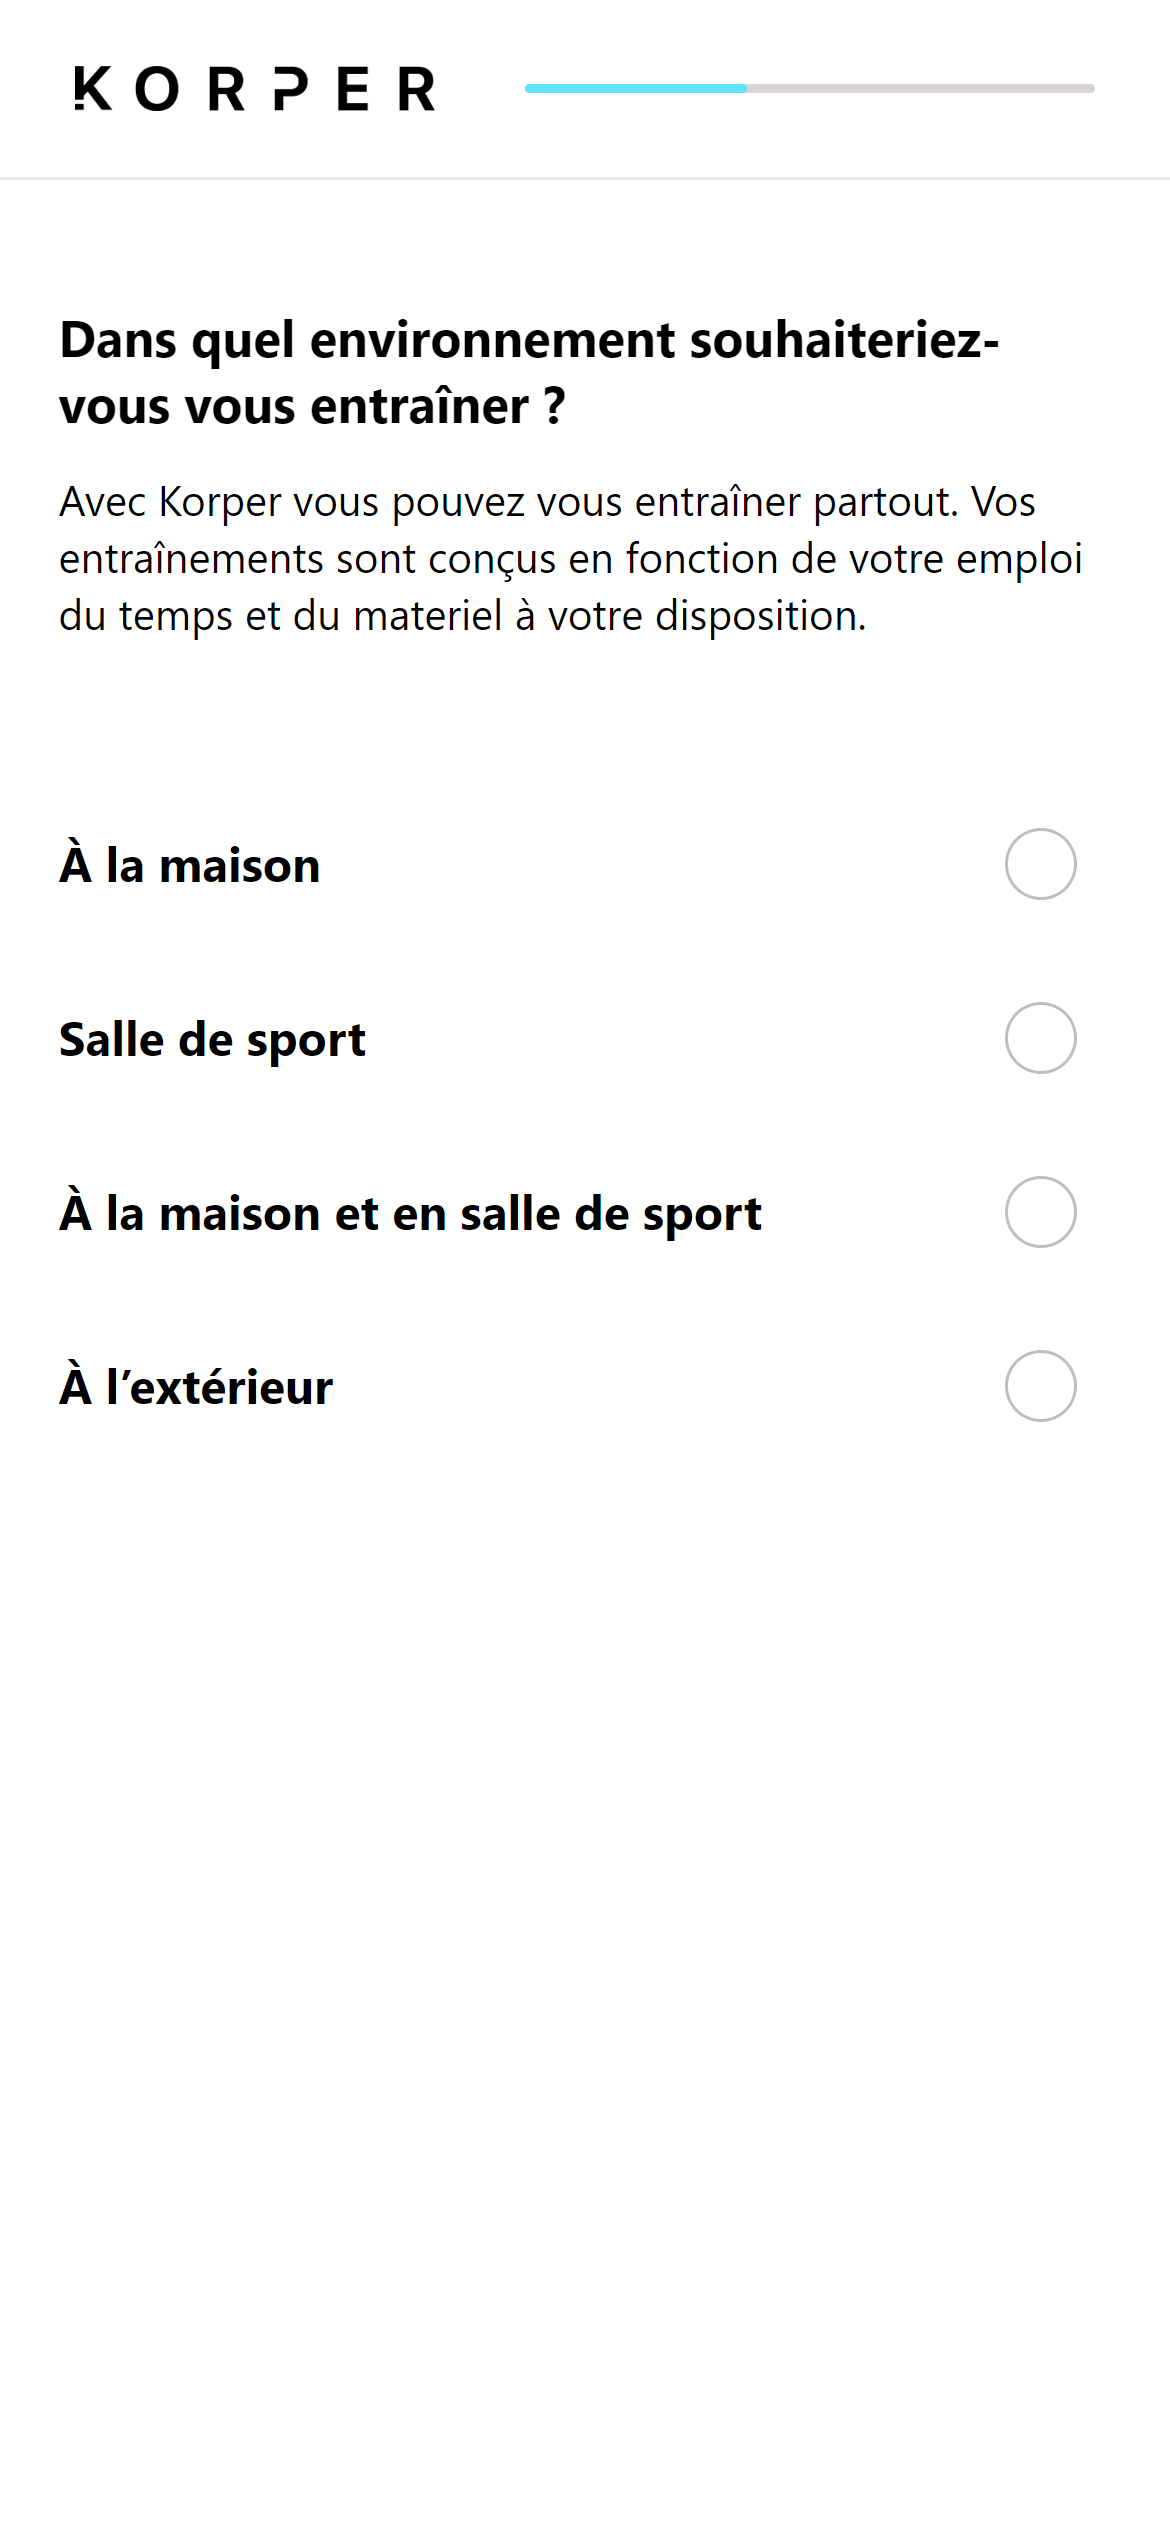 KORPER
Dans quel environnement souhaiteriez-
vous vous entraîner ?
Avec Korper vous pouvez vous entraîner partout. Vos
entraînements sont conçus en fonction de votre emploi
du temps et du materiel à votre disposition.
À la maison
Salle de sport
À la maison et en salle de sport
À l’extérieur